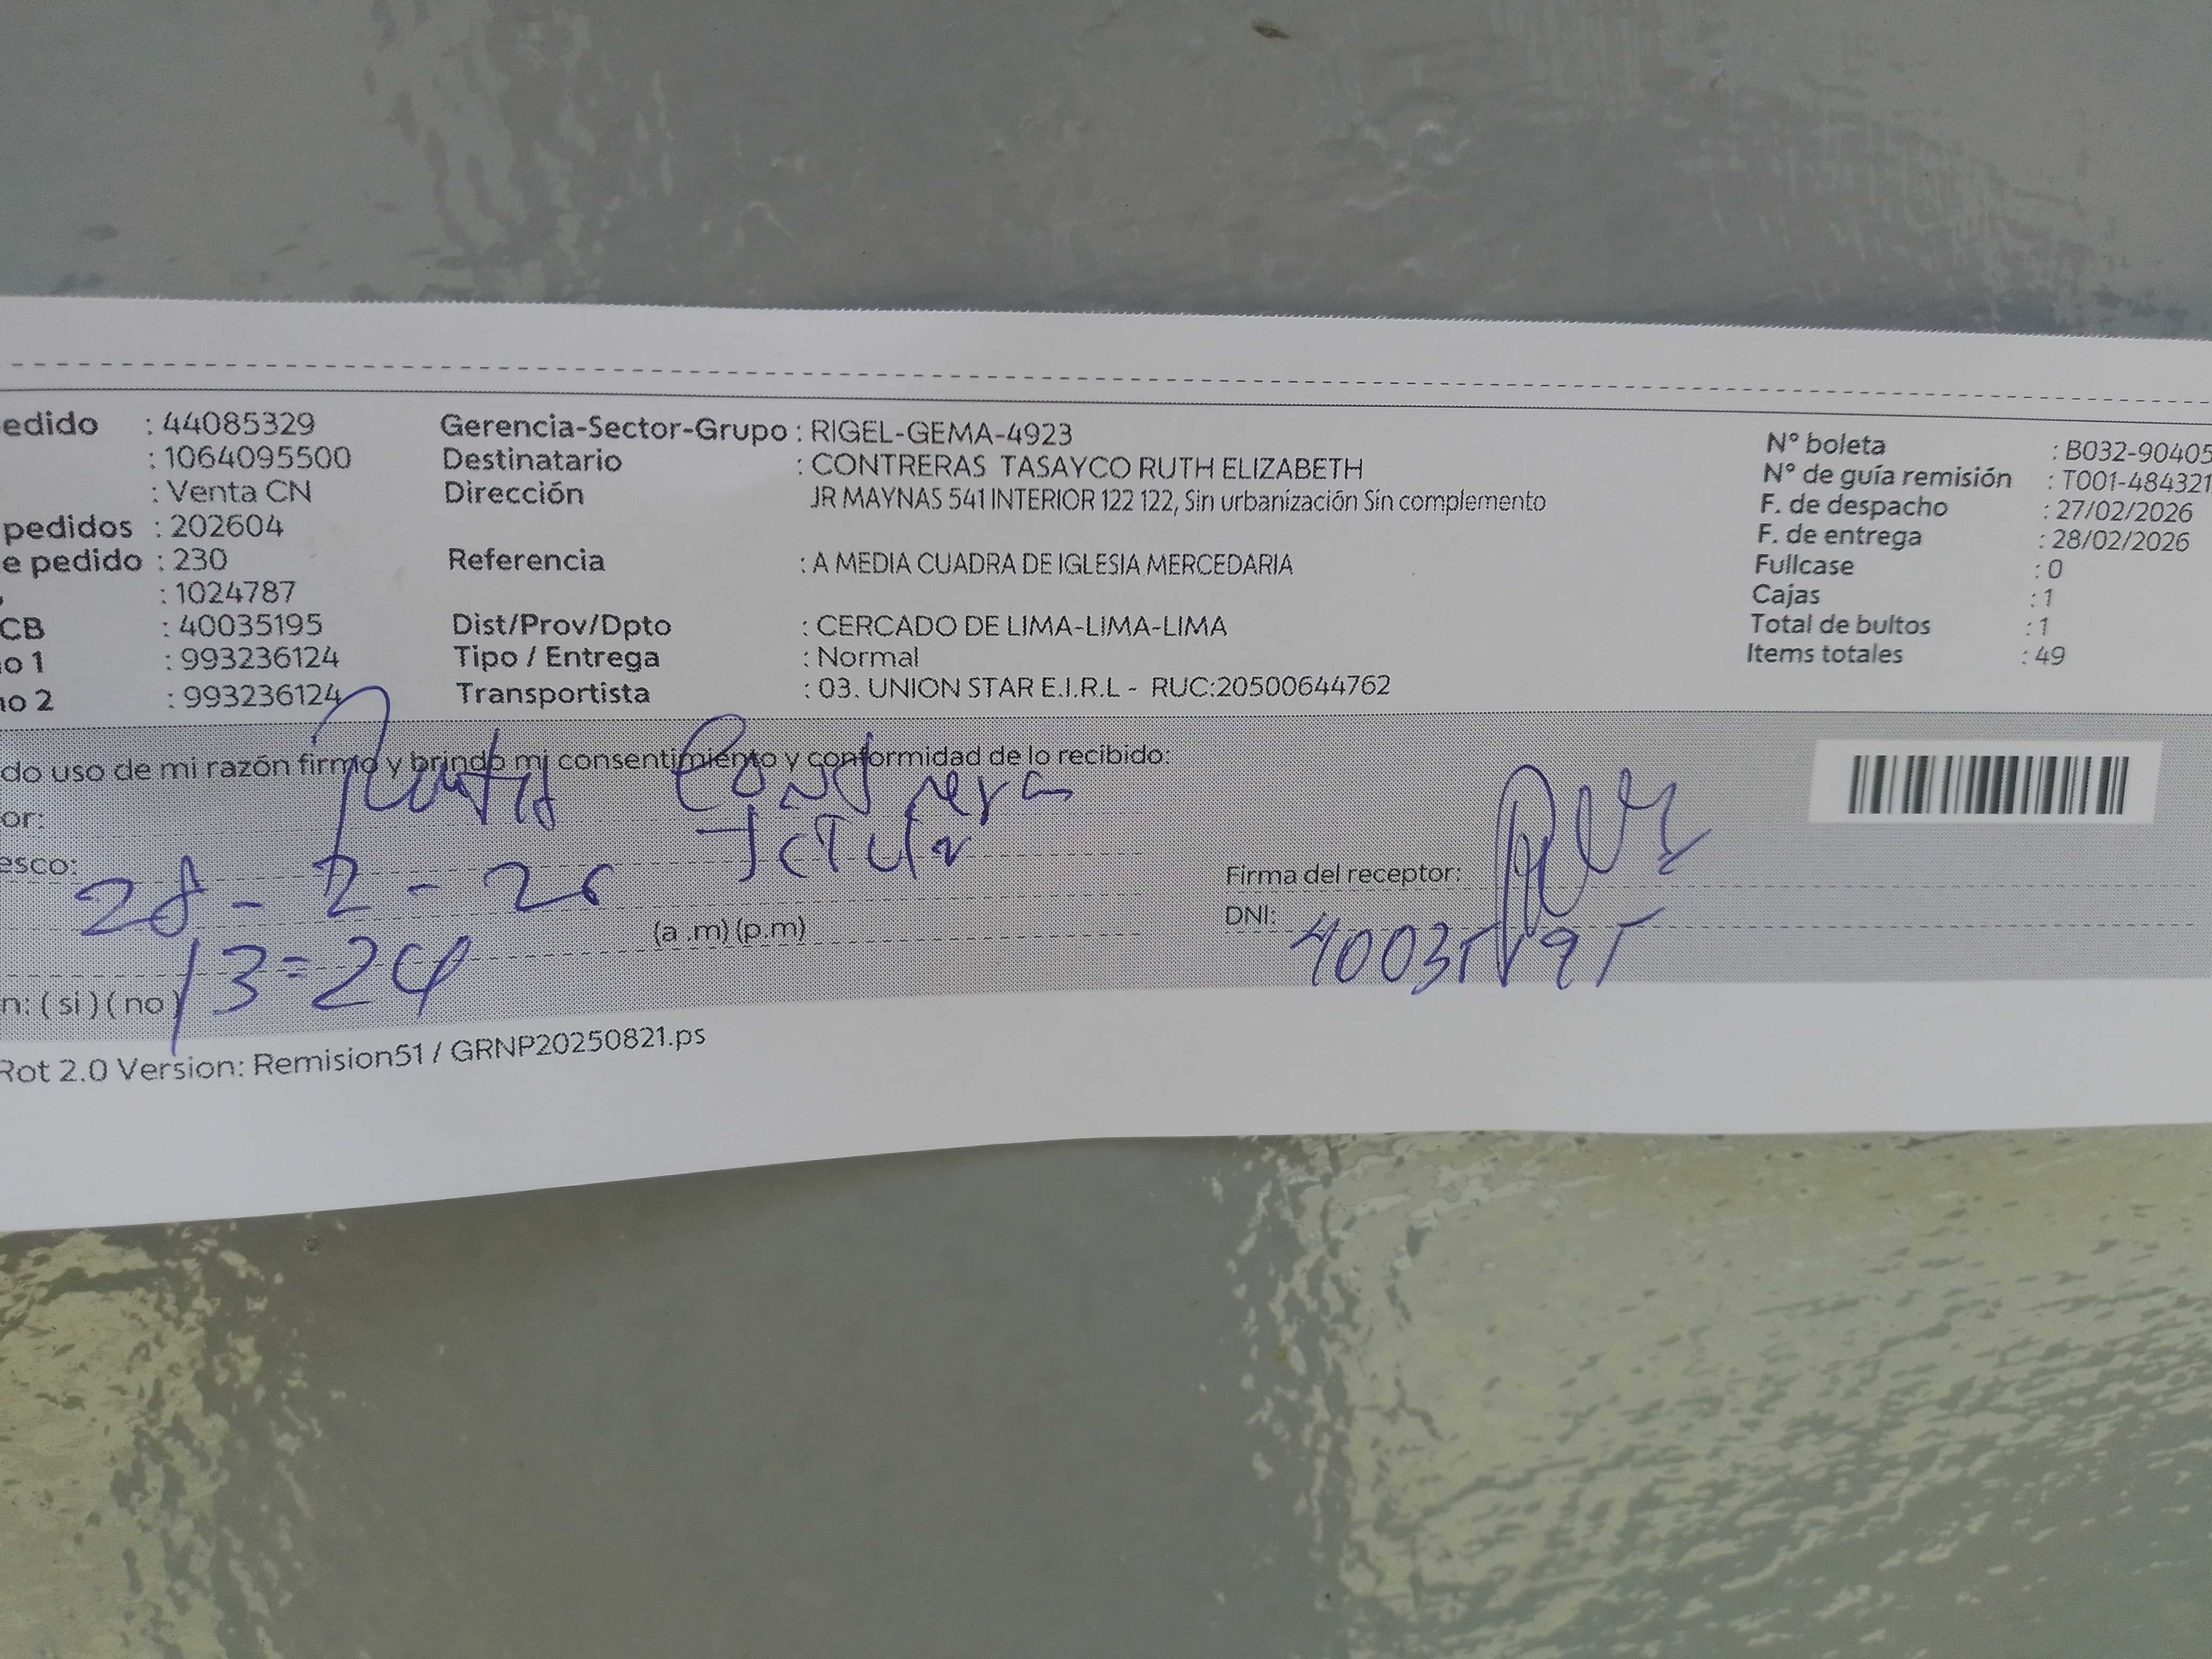 edido : 44085329 Gerencia-Sector-Grupo : RIGEL-GEMA-4923 N° boleta : B032-90405
: 1064095500 Destinatario : CONTRERAS TASAYCO RUTH ELIZABETH N° de guía remisión : T001-484321
: Venta CN Dirección JR MAYNAS 541 INTERIOR 122 122, Sin urbanización Sin complemento F. de despacho : 27/02/2026
pedidos : 202604 F. de entrega : 28/02/2026
e pedido : 230 Referencia : A MEDIA CUADRA DE IGLESIA MERCEDARIA Fullcase : 0
: 1024787 Cajas : 1
CB : 40035195 Dist/Prov/Dpto : CERCADO DE LIMA-LIMA-LIMA Total de bultos : 1
o 1 : 993236124 Tipo / Entrega : Normal Items totales : 49
no 2 : 993236124 Transportista : 03. UNION STAR E.I.R.L - RUC:20500644762
do uso de mi razón firmo y brindo mi consentimiento y conformidad de lo recibido:
or: Contrera
esco: Titular
28-2-26 Firma del receptor:
(a .m) (p.m) DNI: 40035195
13=24
n: ( si ) ( no )
Rot 2.0 Version: Remision51 / GRNP20250821.ps